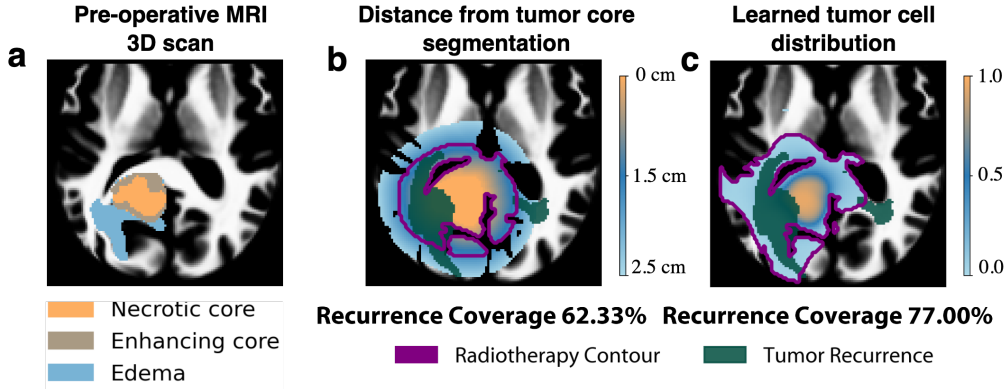 Pre-operative MRI
3D scan
Distance from tumor core
segmentation
Learned tumor cell
distribution
a
b
c
0 cm
1.5 cm
2.5 cm
1.0
0.5
0.0
Necrotic core
Enhancing core
Edema
Recurrence Coverage 62.33%
Recurrence Coverage 77.00%
Radiotherapy Contour
Tumor Recurrence